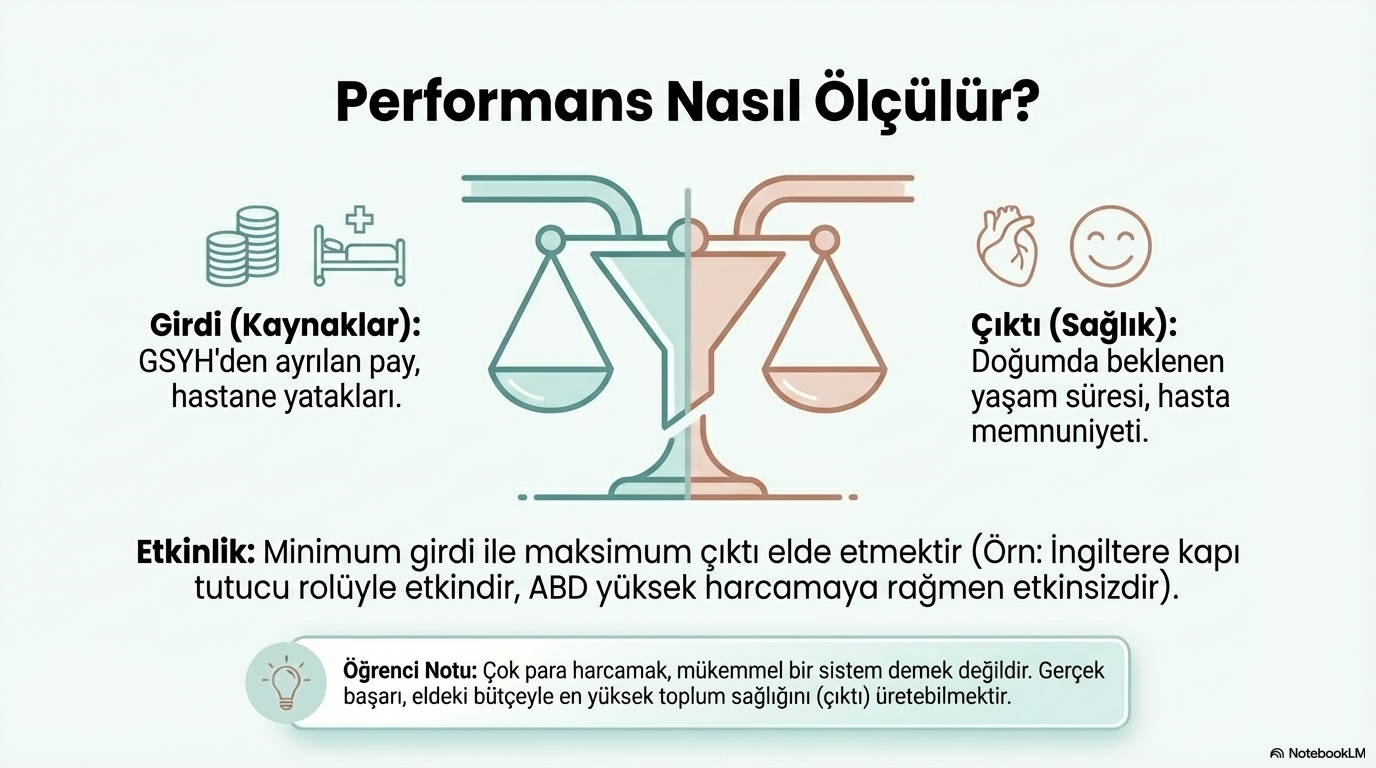 Performans Nasıl Ölçülür?
Girdi (Kaynaklar):
GSYH'den ayrılan pay,
hastane yatakları.
Çıktı (Sağlık):
Doğumda beklenen
yaşam süresi, hasta
memnuniyeti.
Etkinlik: Minimum girdi ile maksimum çıktı elde etmektir (Örn: İngiltere kapı
tutucu rolüyle etkindir, ABD yüksek harcamaya rağmen etkinsizdir).
Öğrenci Notu: Çok para harcamak, mükemmel bir sistem demek değildir. Gerçek
başarı, eldeki bütçeyle en yüksek toplum sağlığını (çıktı) üretebilmektir.
NotebookLM